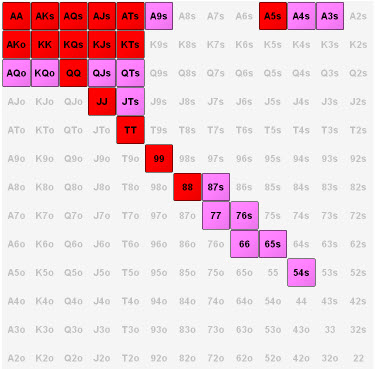 AA AKs AQs AJs ATs A9s A8s A7s A6s A5s A4s A3s A2s
AKo KK KQs KJs KTs K9s K8s K7s K6s K5s K4s K3s K2s
AQo KQo QQ QJs QTs Q9s Q8s Q7s Q6s Q5s Q4s Q3s Q2s
AJo KJo QJo JJ JTs J9s J8s J7s J6s J5s J4s J3s J2s
ATo KTo QTo JTo TT T9s T8s T7s T6s T5s T4s T3s T2s
A9o K9o Q9o J9o T9o 99 98s 97s 96s 95s 94s 93s 92s
A8o K8o Q8o J8o T8o 98o 88 87s 86s 85s 84s 83s 82s
A7o K7o Q7o J7o T7o 97o 87o 77 76s 75s 74s 73s 72s
A6o K6o Q6o J6o T6o 96o 86o 76o 66 65s 64s 63s 62s
A5o K5o Q5o J5o T5o 95o 85o 75o 65o 55 54s 53s 52s
A4o K4o Q4o J4o T4o 94o 84o 74o 64o 54o 44 43s 42s
A3o K3o Q3o J3o T3o 93o 83o 73o 63o 53o 43o 33 32s
A2o K2o Q2o J2o T2o 92o 82o 72o 62o 52o 42o 32o 22